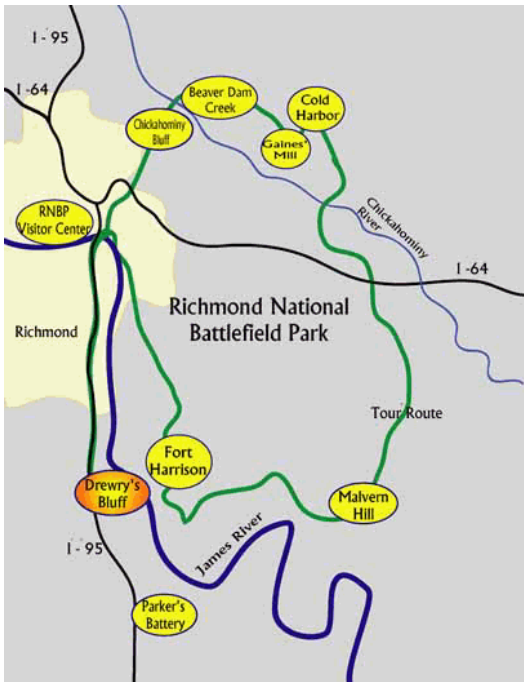 I - 95
I -64
Beaver Dam
Creek
Cold
Harbor
Chickahominy
Bluff
Gaines'
Mill
RNBP
Visitor Center
Chickahominy
River
I -64
Richmond
Richmond National
Battlefield Park
Tour Route
Fort
Harrison
Drewry's
Bluff
Malvern
Hill
I - 95
James River
Parker's
Battery